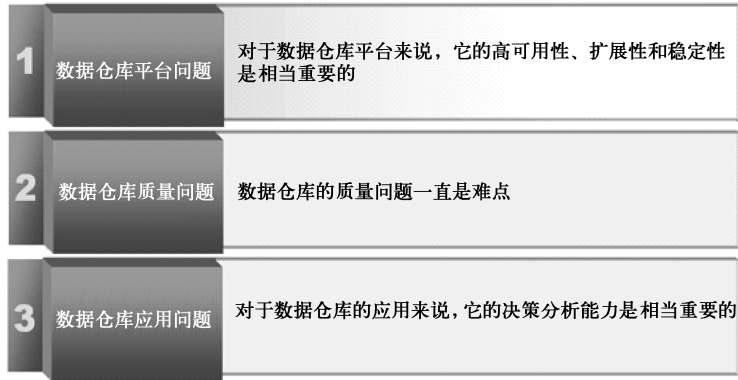 1
数据仓库平台问题
对于数据仓库平台来说，它的高可用性、扩展性和稳定性
是相当重要的
2
数据仓库质量问题
数据仓库的质量问题一直是难点
3
数据仓库应用问题
对于数据仓库的应用来说，它的决策分析能力是相当重要的